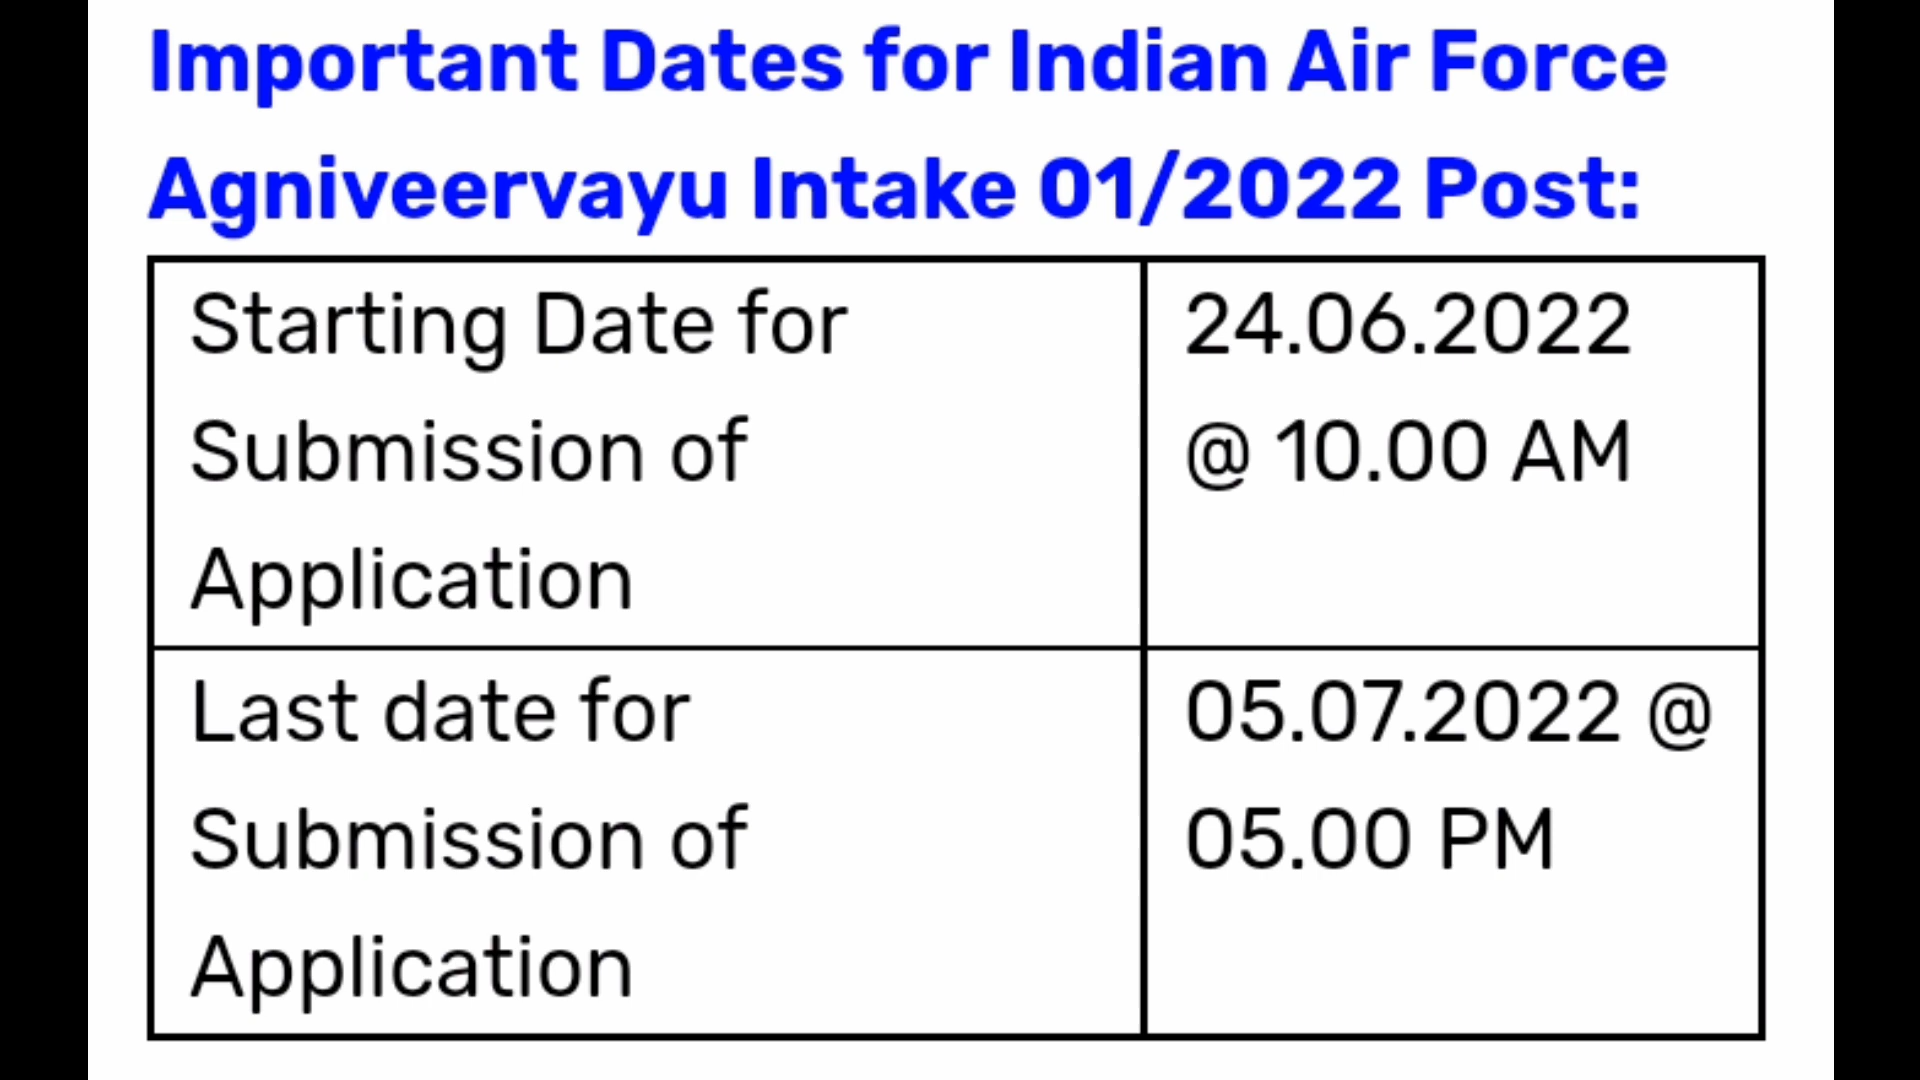 Important Dates for Indian Air Force
Agniveervayu Intake 01/2022 Post:
Starting Date for
Submission of
Application
24.06.2022
@ 10.00 AM
Last date for
Submission of
Application
05.07.2022 @
05.00 PM